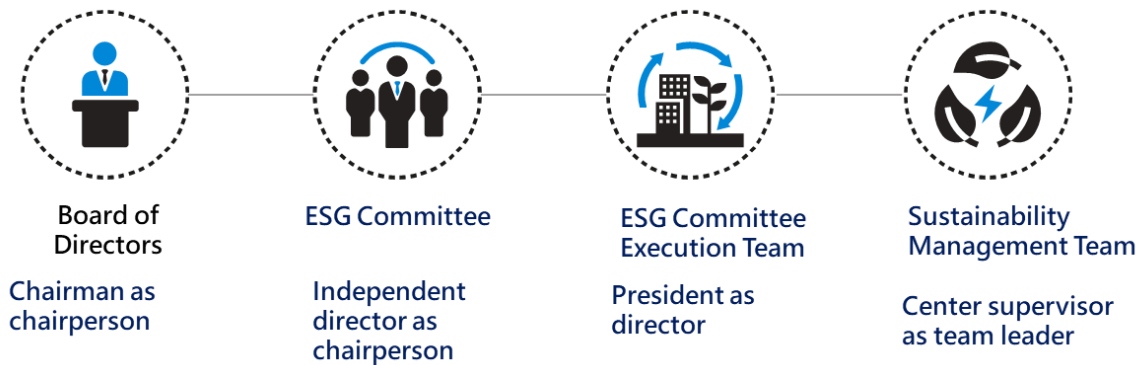 Board of
Directors
Chairman as
chairperson
ESG Committee
Independent
director as
chairperson
ESG Committee
Execution Team
President as
director
Sustainability
Management Team
Center supervisor
as team leader